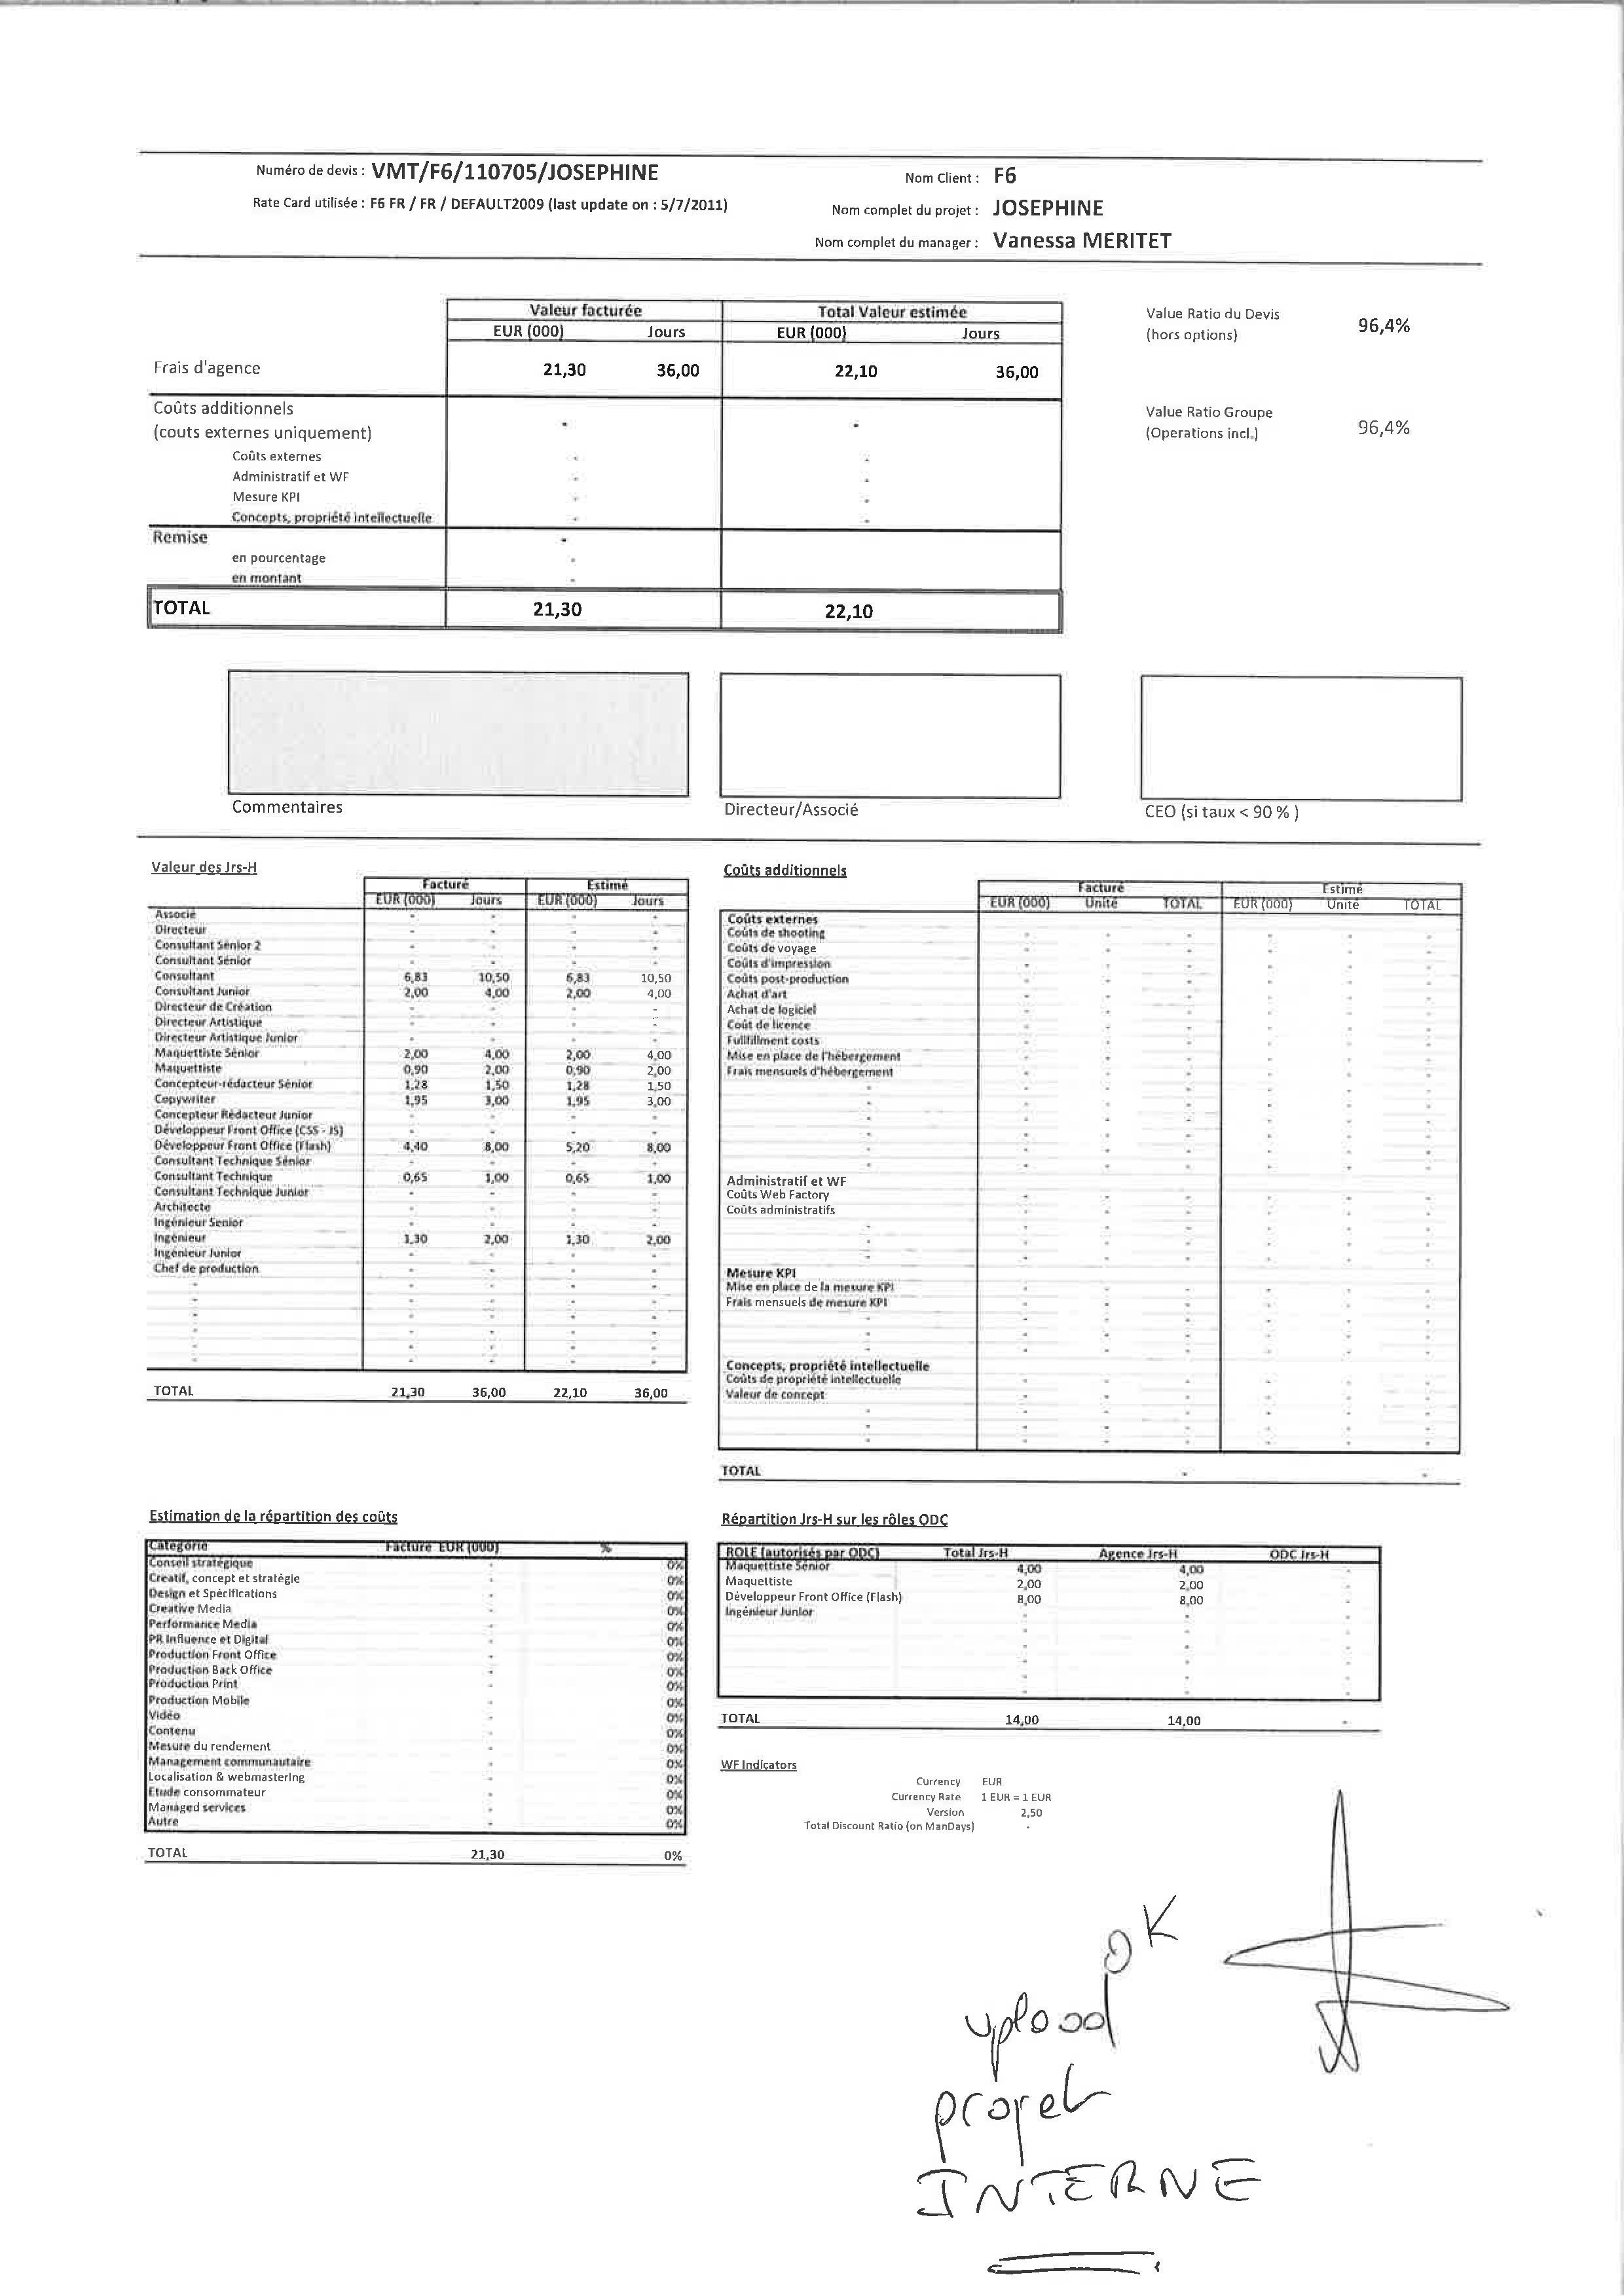 Numéro de devis : VMT/F6/110705/JOSEPHINE
Rate Card utilisée : F6 FR / FR / DEFAULT2009 (last update on : 5/7/2011)
Nom Client : F6
Nom complet du projet : JOSEPHINE
Nom complet du manager : Vanessa MERITET
Valeur facturée Total Valeur estimée
EUR (000) Jours EUR (000) Jours
Frais d'agence 21,30 36,00 22,10 36,00
Coûts additionnels - -
(couts externes uniquement)
Coûts externes - -
Administratif et WF - -
Mesure KPI - -
Concepts, propriété intellectuelle - -
Remise -
en pourcentage -
en montant -
TOTAL 21,30 22,10
Value Ratio du Devis
(hors options) 96,4%
Value Ratio Groupe
(Operations incl.) 96,4%
Commentaires
Directeur/Associé
CEO (si taux < 90 % )
Valeur des Jrs-H
Facturé Estimé
EUR (000) Jours EUR (000) Jours
Associé - - - -
Directeur - - - -
Consultant Sénior 2 - - - -
Consultant Sénior - - - -
Consultant 6,83 10,50 6,83 10,50
Consultant Junior 2,00 4,00 2,00 4,00
Directeur de Création - - - -
Directeur Artistique - - - -
Directeur Artistique Junior - - - -
Maquettiste Sénior 2,00 4,00 2,00 4,00
Maquettiste 0,90 2,00 0,90 2,00
Concepteur-rédacteur Sénior 1,28 1,50 1,28 1,50
Copywriter 1,95 3,00 1,95 3,00
Concepteur Rédacteur Junior - - - -
Développeur Front Office (CSS - JS) - - - -
Développeur Front Office (Flash) 4,40 8,00 5,20 8,00
Consultant Technique Sénior - - - -
Consultant Technique 0,65 1,00 0,65 1,00
Consultant Technique Junior - - - -
Architecte - - - -
Ingénieur Senior - - - -
Ingénieur 1,30 2,00 1,30 2,00
Ingénieur Junior - - - -
Chef de production - - - -
TOTAL 21,30 36,00 22,10 36,00
Coûts additionnels
Facturé Estimé
EUR (000) Unité TOTAL EUR (000) Unité TOTAL
Coûts externes
Coûts de shooting - - - - - -
Coûts de voyage - - - - - -
Coûts d'impression - - - - - -
Coûts post-production - - - - - -
Achat d'art - - - - - -
Achat de logiciel - - - - - -
Coût de licence - - - - - -
Fullfillment costs - - - - - -
Mise en place de l'hébergement - - - - - -
Frais mensuels d'hébergement - - - - - -
Administratif et WF
Coûts Web Factory - - - - - -
Coûts administratifs - - - - - -
Mesure KPI
Mise en place de la mesure KPI - - - - - -
Frais mensuels de mesure KPI - - - - - -
Concepts, propriété intellectuelle
Coûts de propriété intellectuelle - - - - - -
Valeur de concept - - - - - -
TOTAL - -
Estimation de la répartition des coûts
Catégorie Facturé EUR (000) %
Conseil stratégique - 0%
Creatif, concept et stratégie - 0%
Design et Spécifications - 0%
Creative Media - 0%
Performance Media - 0%
PR Influence et Digital - 0%
Production Front Office - 0%
Production Back Office - 0%
Production Print - 0%
Production Mobile - 0%
Vidéo - 0%
Contenu - 0%
Mesure du rendement - 0%
Management communautaire - 0%
Localisation & webmastering - 0%
Etude consommateur - 0%
Managed services - 0%
Autre - 0%
TOTAL 21,30 0%
Répartition Jrs-H sur les rôles ODC
ROLE (autorisés par ODC) Total Jrs-H Agence Jrs-H ODC Jrs-H
Maquettiste Sénior 4,00 4,00 -
Maquettiste 2,00 2,00 -
Développeur Front Office (Flash) 8,00 8,00 -
Ingénieur Junior - - -
TOTAL 14,00 14,00 -
WF Indicators
Currency EUR
Currency Rate 1 EUR = 1 EUR
Version 2,50
Total Discount Ratio (on ManDays) -
OK
upload
projet
INTERNE